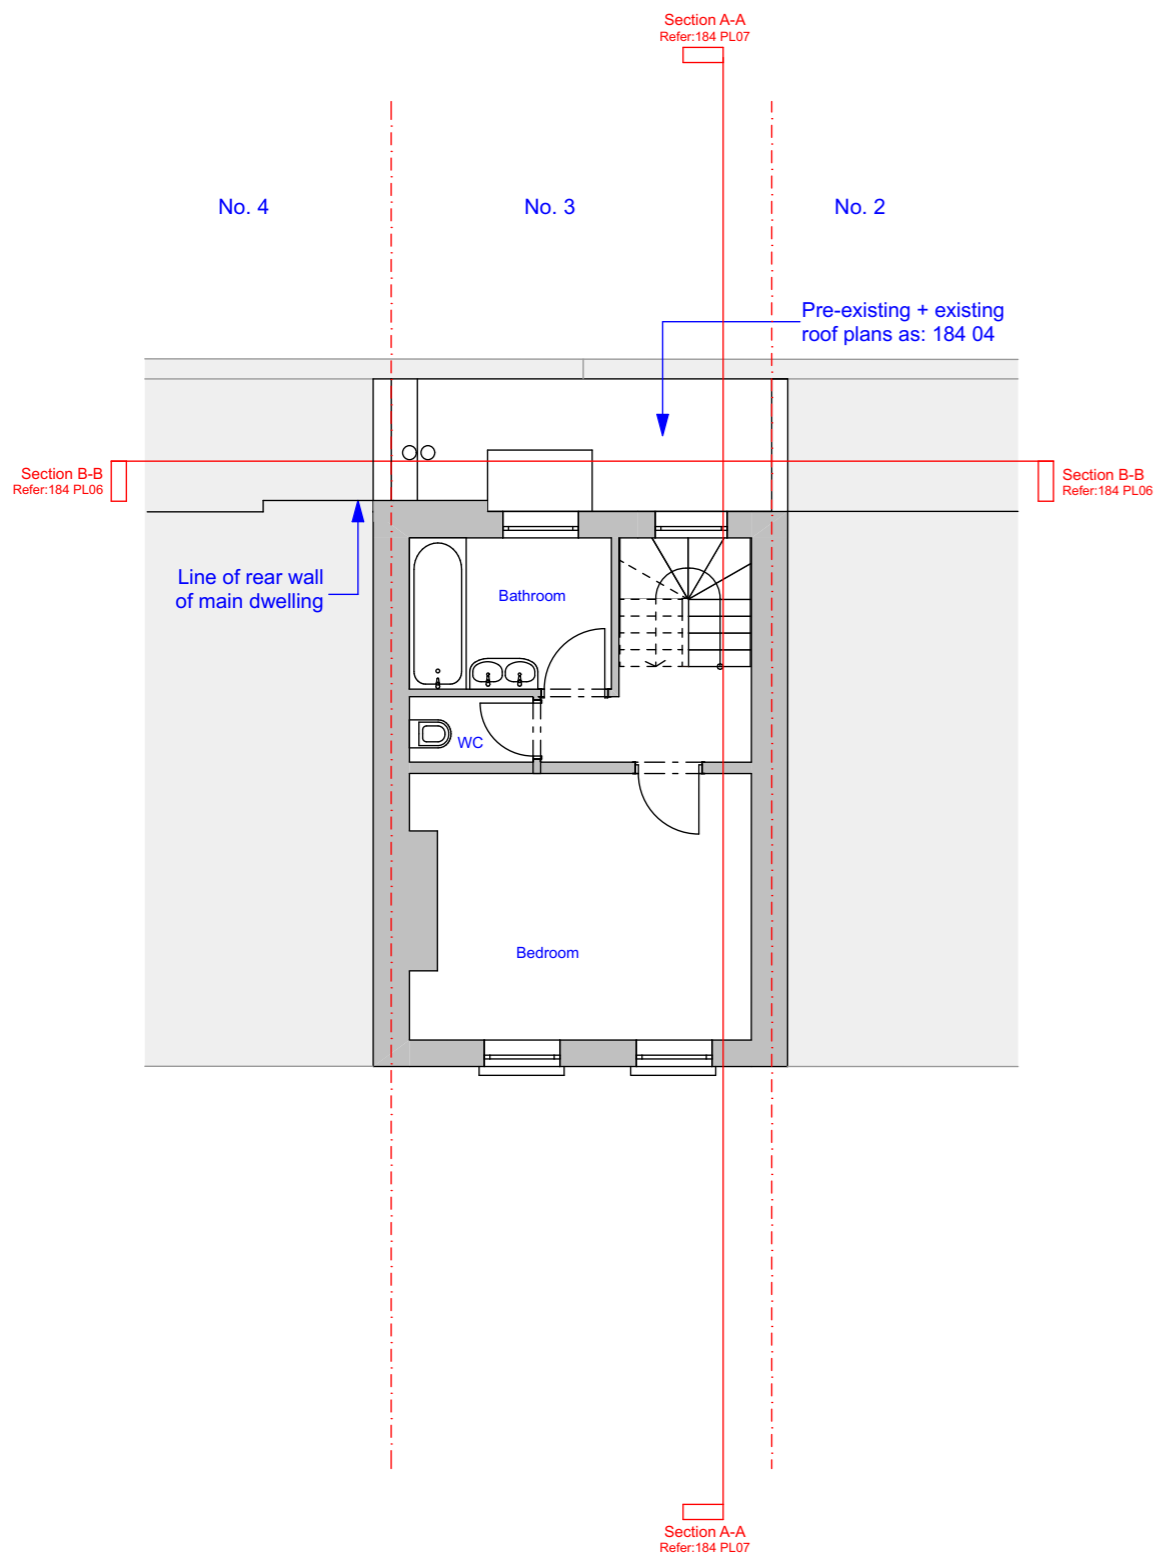 Section A-A
Refer:184 PL07
No. 4
No. 3
No. 2
Pre-existing + existing
roof plans as: 184 04
Section B-B
Refer:184 PL06
Section B-B
Refer:184 PL06
Line of rear wall
of main dwelling
Bathroom
WC
Bedroom
Section A-A
Refer:184 PL07